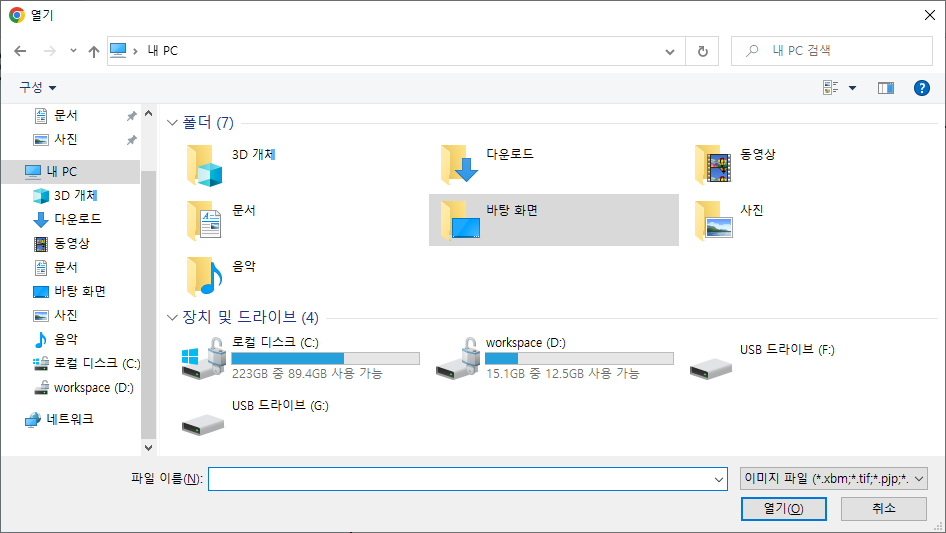 열기
내 PC
내 PC 검색
구성
문서
사진
내 PC
3D 개체
다운로드
동영상
문서
바탕 화면
사진
음악
로컬 디스크 (C:)
workspace (D:)
네트워크
폴더 (7)
3D 개체
다운로드
동영상
문서
바탕 화면
사진
음악
장치 및 드라이브 (4)
로컬 디스크 (C:)
223GB 중 89.4GB 사용 가능
workspace (D:)
15.1GB 중 12.5GB 사용 가능
USB 드라이브 (F:)
USB 드라이브 (G:)
파일 이름(N):
이미지 파일 (*.xbm;*.tif;*.pjp;*.
열기(O)
취소